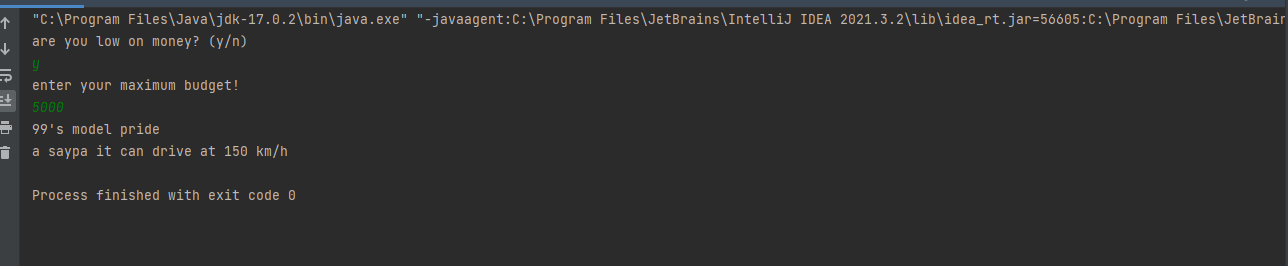 "C:\Program Files\Java\jdk-17.0.2\bin\java.exe" "-javaagent:C:\Program Files\JetBrains\IntelliJ IDEA 2021.3.2\lib\idea_rt.jar=56605:C:\Program Files\JetBrain
are you low on money? (y/n)
y
enter your maximum budget!
5000
99's model pride
a saypa it can drive at 150 km/h
Process finished with exit code 0